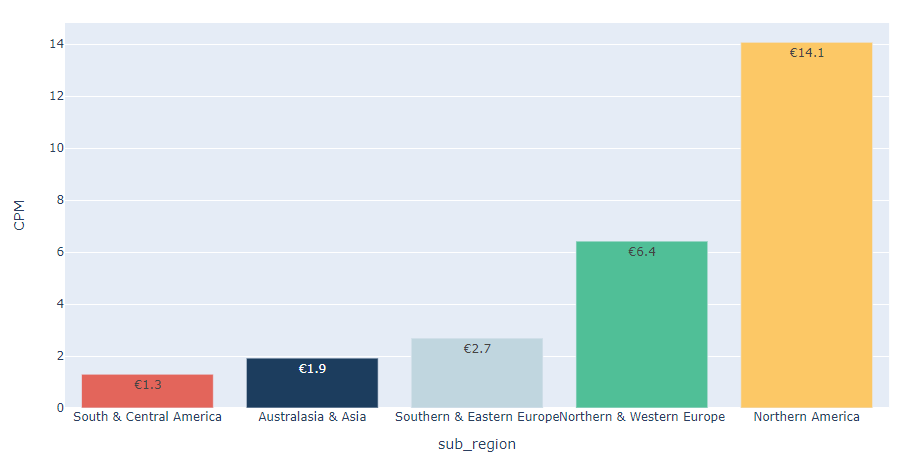 14
12
10
8
6
4
2
0
CPM
€1.3
€1.9
€2.7
€6.4
€14.1
South & Central America
Australasia & Asia
Southern & Eastern Europe
Northern & Western Europe
Northern America
sub_region